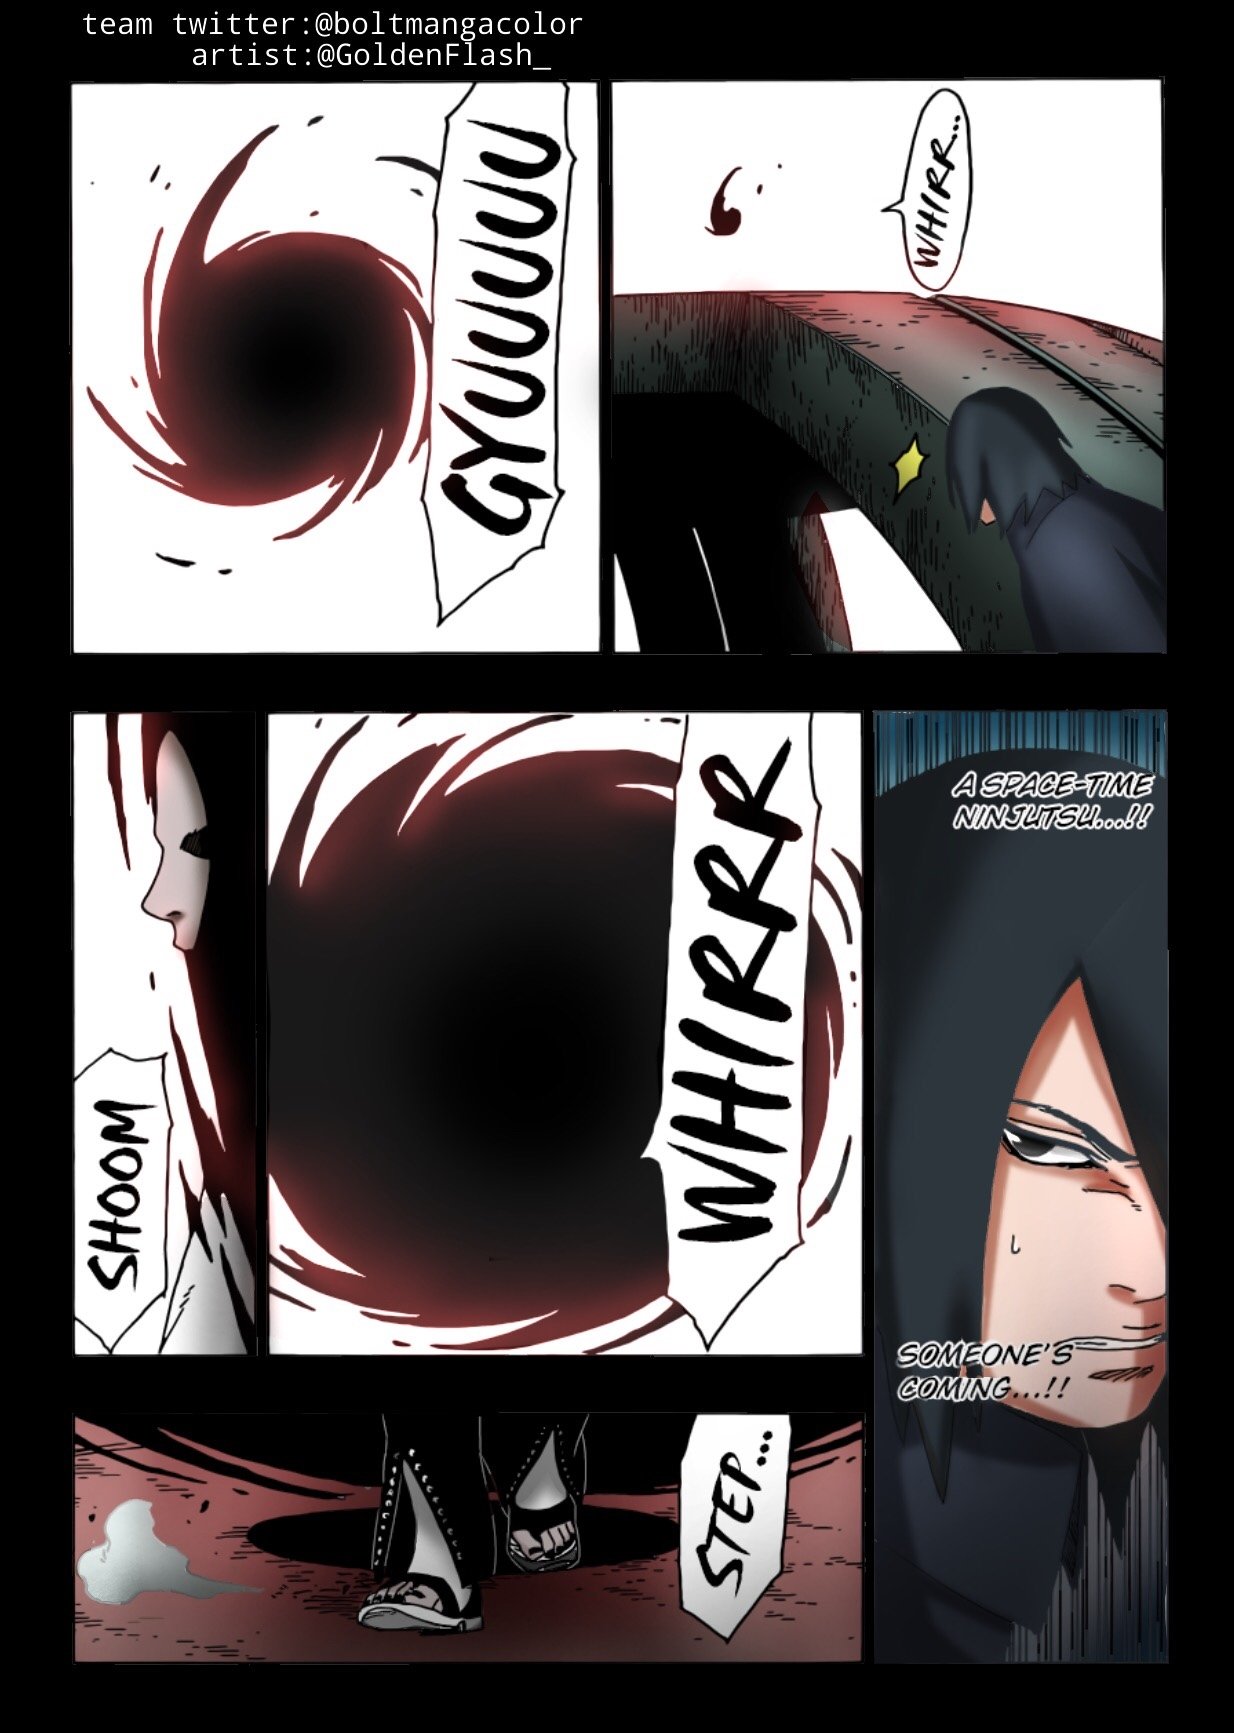 team twitter:@boltmangacolor
artist:@GoldenFlash_
WHIRR...
GYUUUUU
A SPACE-TIME
NINJUTSU...!!
SOMEONE'S
COMING...!!
WHIRRR
SHOOM
STEP...